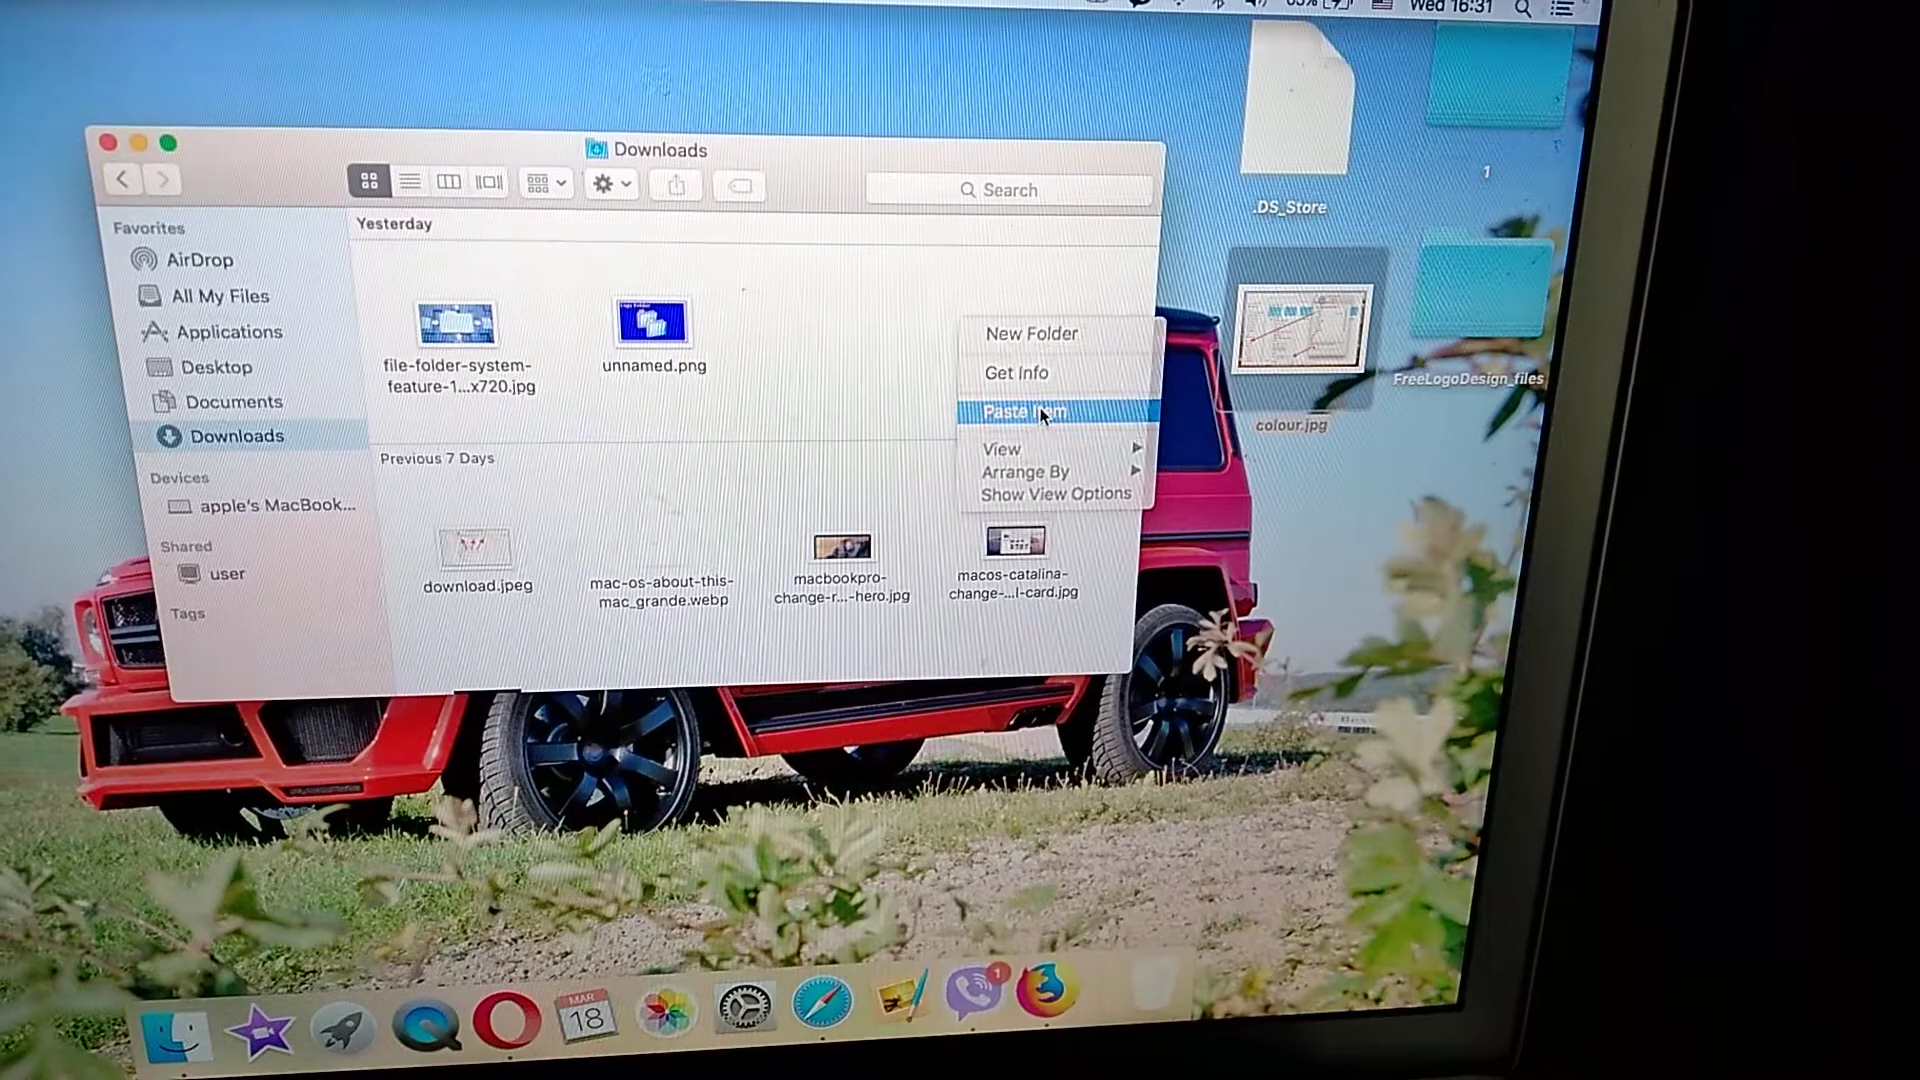 Wed 16:31
Downloads
Search
Favorites
AirDrop
All My Files
Applications
Desktop
Documents
Downloads
Devices
apple's MacBook...
Shared
user
Tags
Yesterday
file-folder-system-
feature-1...x720.jpg
unnamed.png
Previous 7 Days
download.jpeg
mac-os-about-this-
mac_grande.webp
macbookpro-
change-r...-hero.jpg
macos-catalina-
change-...l-card.jpg
New Folder
Get Info
Paste Item
View
Arrange By
Show View Options
.DS_Store
1
colour.jpg
FreeLogoDesign_files
MAR
18
1